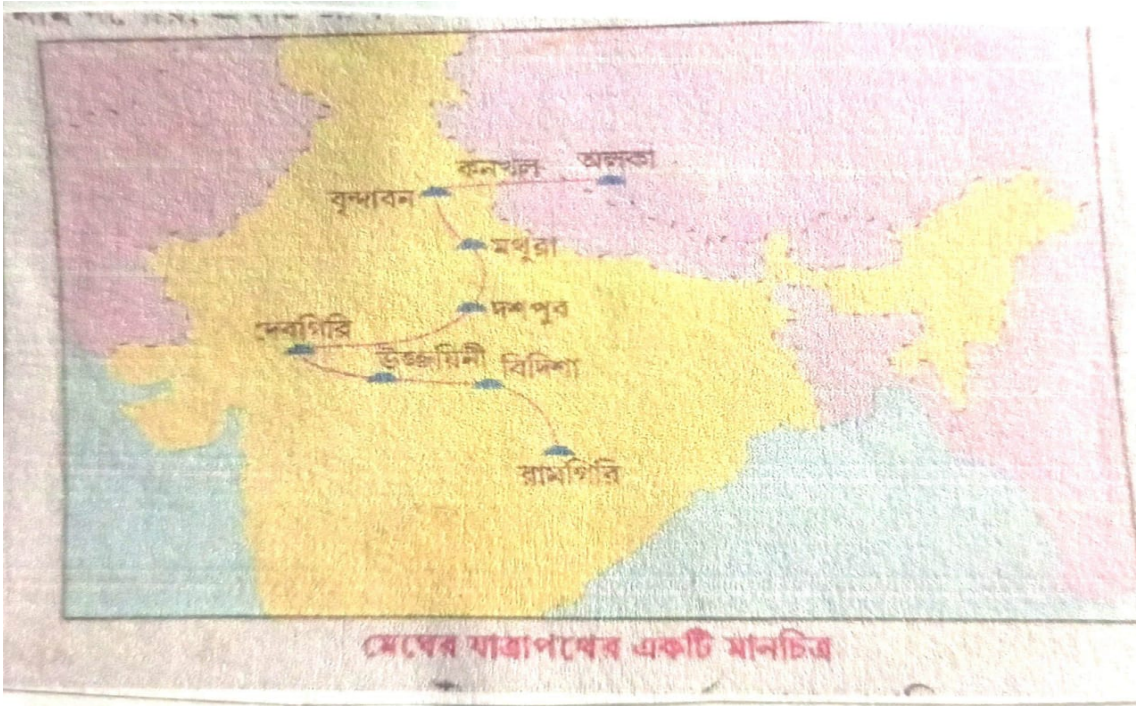 কনখল
অলকা
বৃন্দাবন
মথুরা
দশপুর
দেবগিরি
উজ্জয়িনী
বিদিশা
রামগিরি
মেঘের যাত্রাপথের একটি মানচিত্র